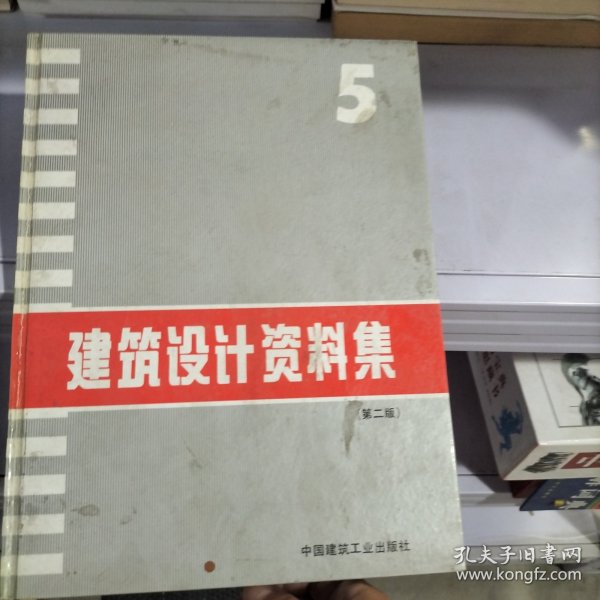 5
建筑设计资料集
(第二版)
中国建筑工业出版社
孔夫子旧书网
www.kongfz.com